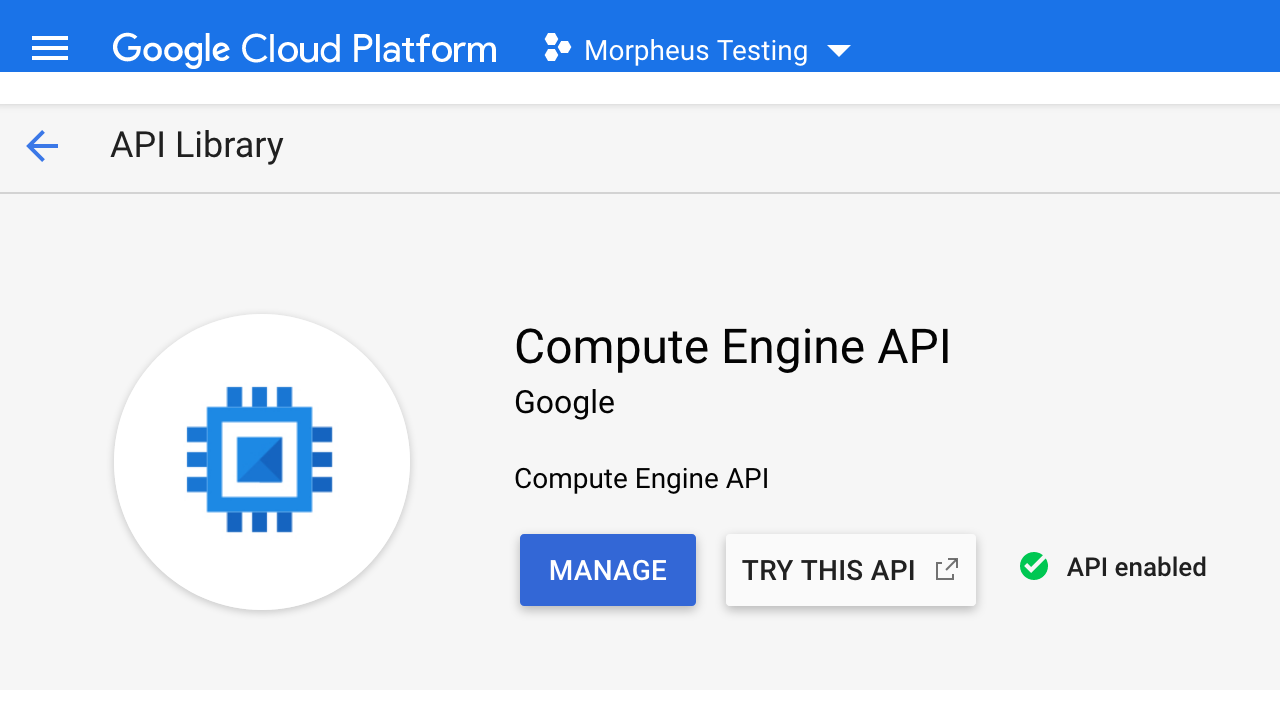 Google Cloud Platform Morpheus Testing
API Library
Compute Engine API
Google
Compute Engine API
MANAGE TRY THIS API API enabled